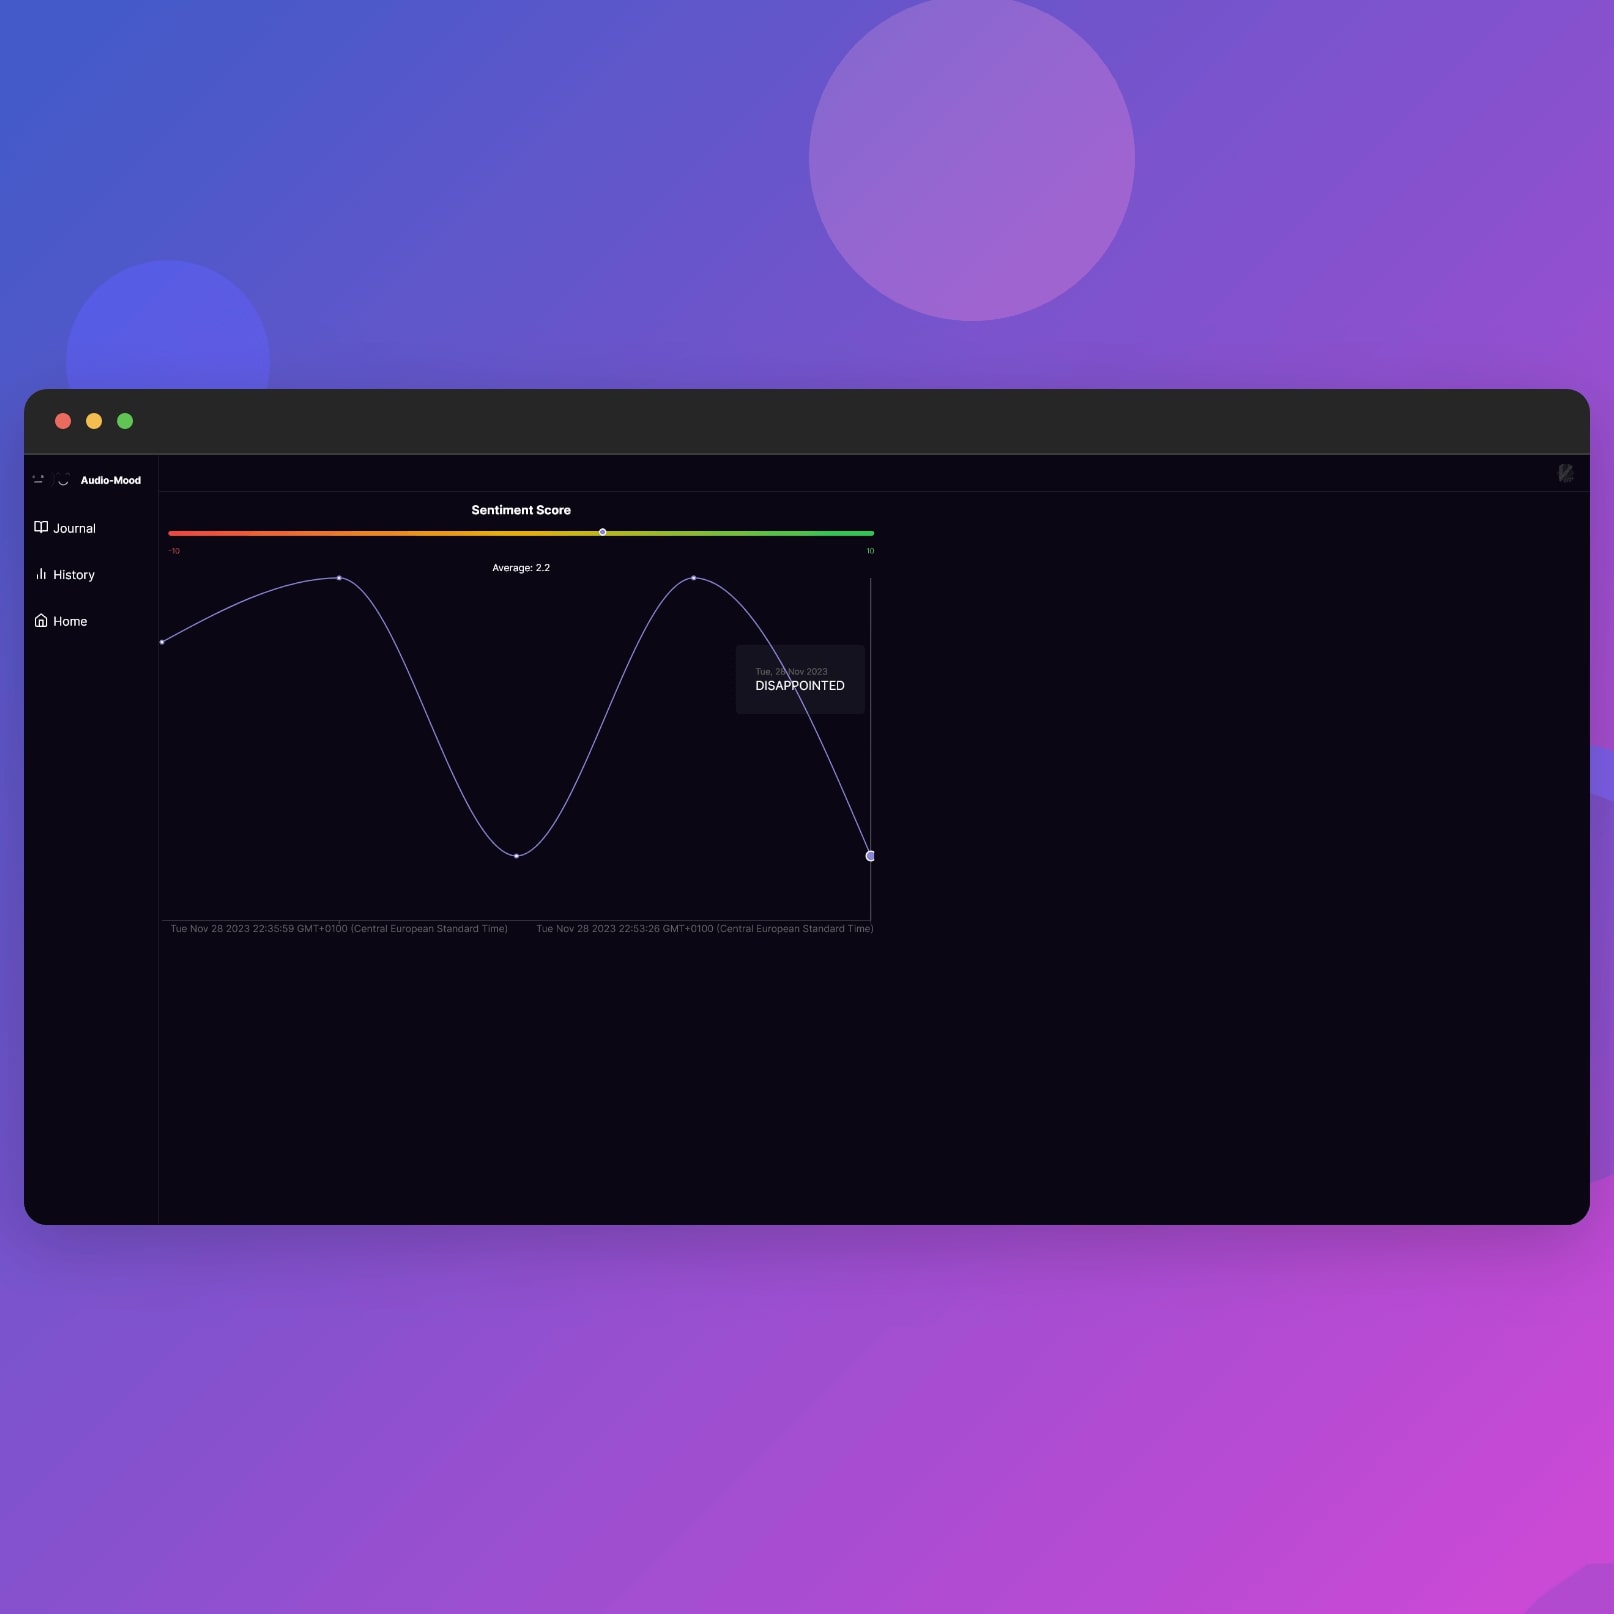 Audio-Mood
Journal
History
Home
Sentiment Score
-10
10
Average: 2.2
Tue, 28 Nov 2023
DISAPPOINTED
Tue Nov 28 2023 22:35:59 GMT+0100 (Central European Standard Time)
Tue Nov 28 2023 22:53:26 GMT+0100 (Central European Standard Time)